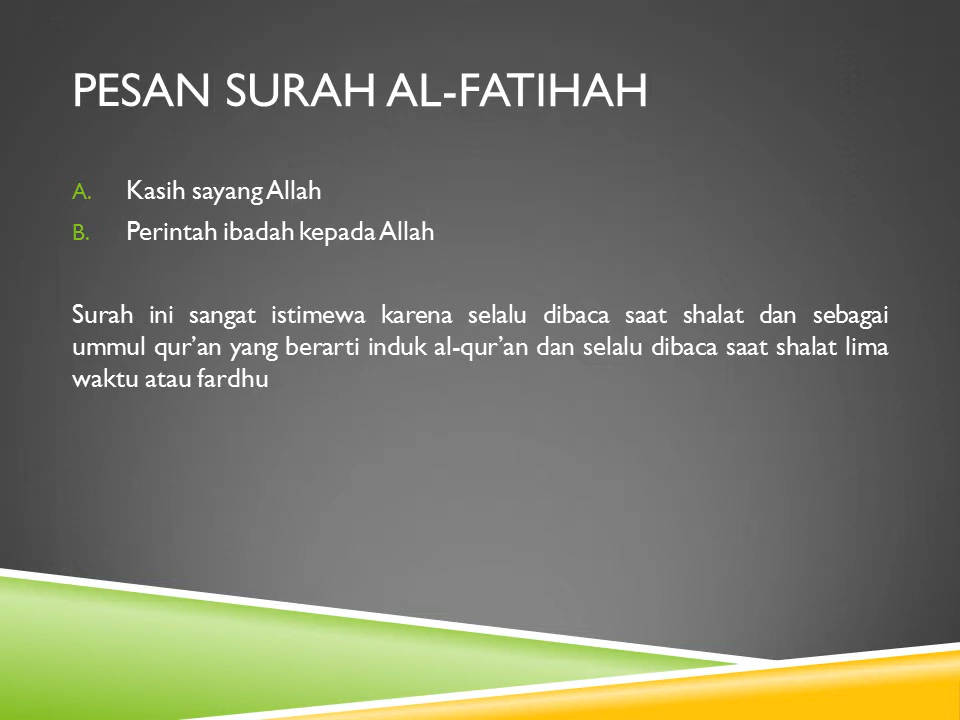 PESAN SURAH AL-FATIHAH
A. Kasih sayang Allah
B. Perintah ibadah kepada Allah
Surah ini sangat istimewa karena selalu dibaca saat shalat dan sebagai
ummul qur’an yang berarti induk al-qur’an dan selalu dibaca saat shalat lima
waktu atau fardhu